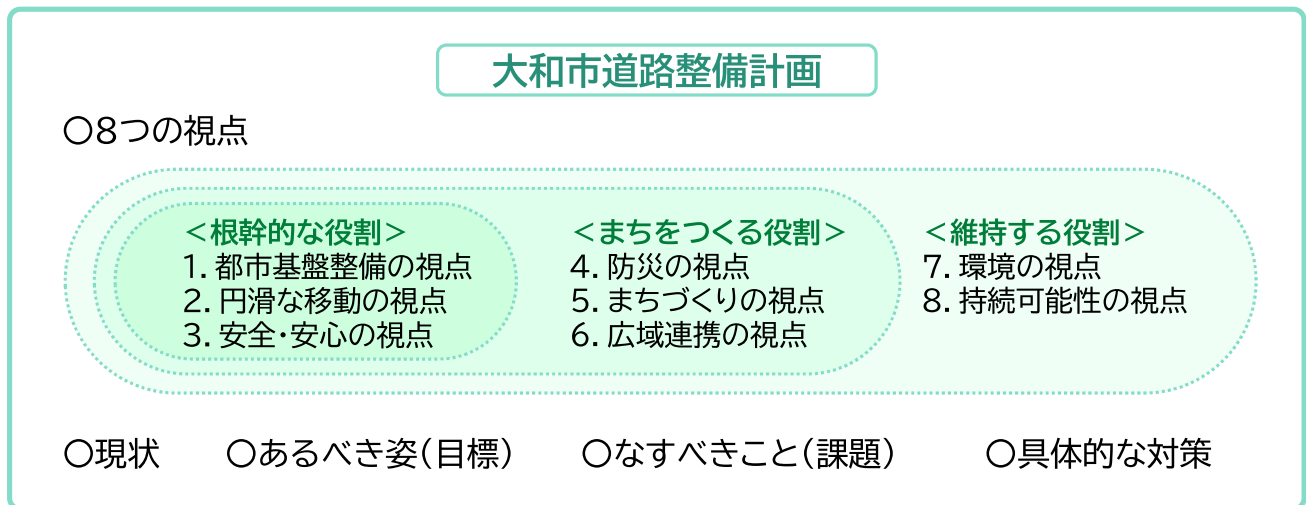 大和市道路整備計画
○8つの視点
＜根幹的な役割＞
1. 都市基盤整備の視点
2. 円滑な移動の視点
3. 安全・安心の視点
＜まちをつくる役割＞
4. 防災の視点
5. まちづくりの視点
6. 広域連携の視点
＜維持する役割＞
7. 環境の視点
8. 持続可能性の視点
○現状 ○あるべき姿（目標） ○なすべきこと（課題） ○具体的な対策